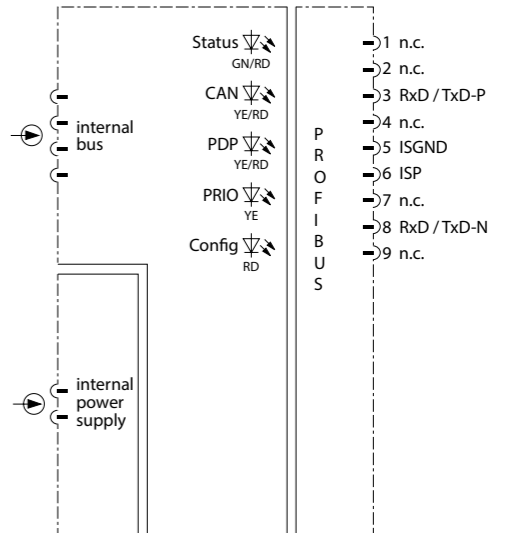 Status
GN/RD
CAN
YE/RD
PDP
YE/RD
PRIO
YE
Config
RD
internal
bus
internal
power
supply
P
R
O
F
I
B
U
S
1 n.c.
2 n.c.
3 RxD / TxD-P
4 n.c.
5 ISGND
6 ISP
7 n.c.
8 RxD / TxD-N
9 n.c.